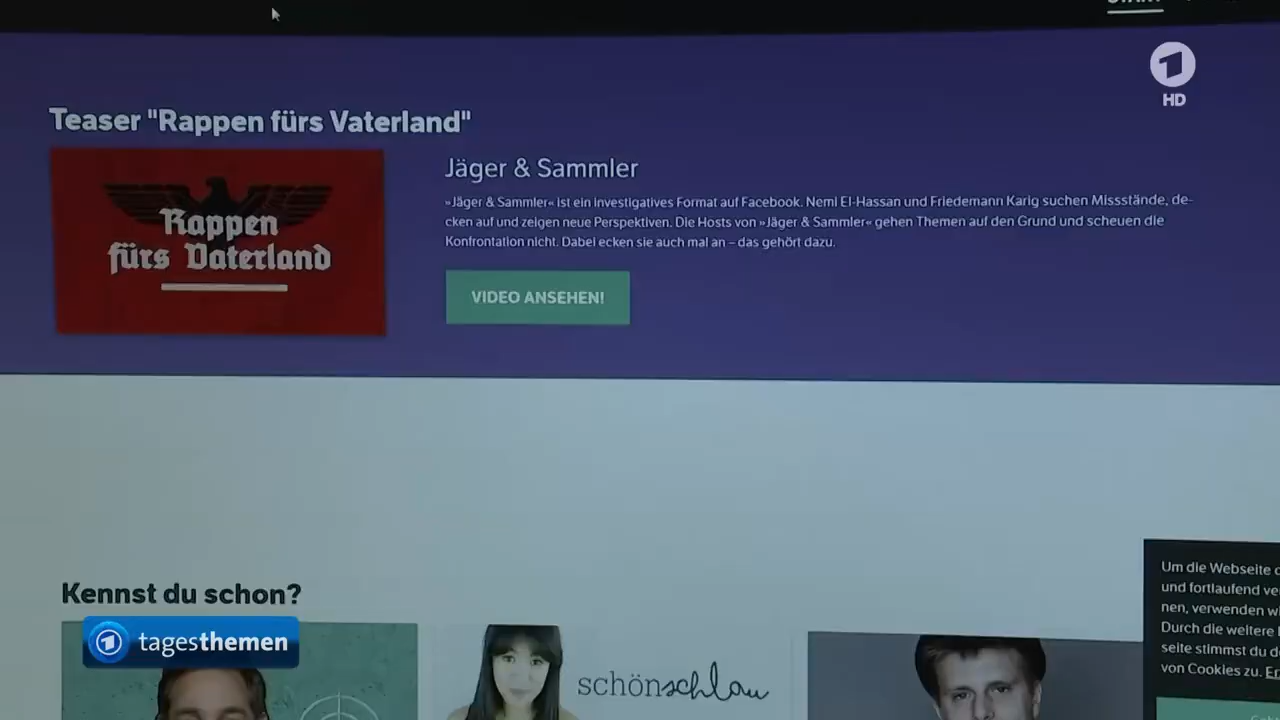 HD
Teaser "Rappen fürs Vaterland"
Rappen
fürs Vaterland
Jäger & Sammler
»Jäger & Sammler« ist ein investigatives Format auf Facebook. Nemi El-Hassan und Friedemann Karig suchen Missstände, de-
cken auf und zeigen neue Perspektiven. Die Hosts von »Jäger & Sammler« gehen Themen auf den Grund und scheuen die
Konfrontation nicht. Dabei ecken sie auch mal an – das gehört dazu.
VIDEO ANSEHEN!
Kennst du schon?
tagesthemen
schönschlau
Um die Webseite
und fortlaufend
nen, verwenden
Durch die weitere
seite stimmst du
von Cookies zu.